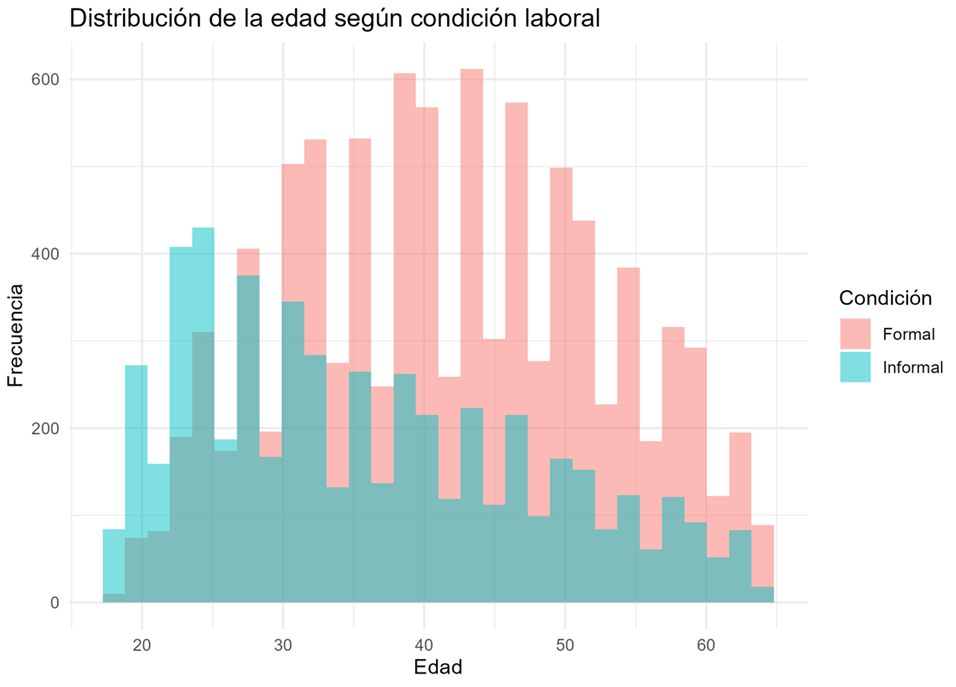 Distribución de la edad según condición laboral
600
400
200
0
Frecuencia
20 30 40 50 60
Edad
Condición
Formal
Informal